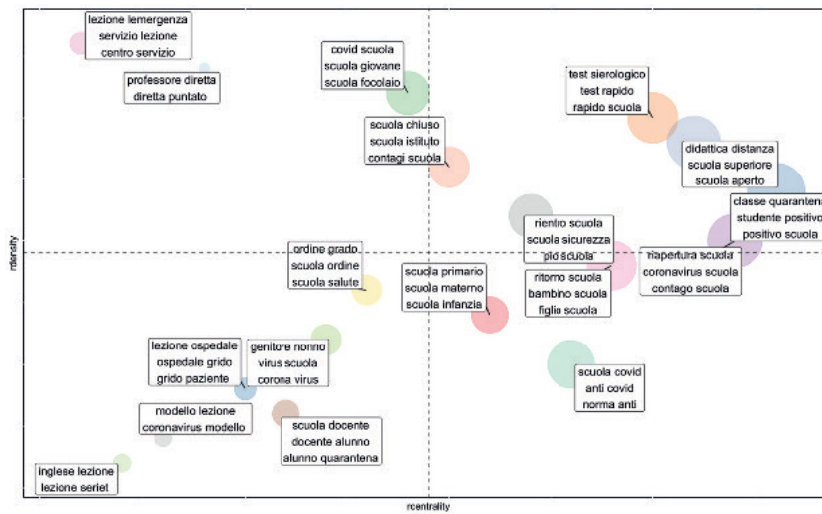 lezione lemergenza
servizio lezione
centro servizio
professore diretta
diretta puntato
covid scuola
scuola giovane
scuola focolaio
scuola chiuso
scuola istituto
contagi scuola
test sierologico
test rapido
rapido scuola
didattica distanza
scuola superiore
scuola aperto
classe quarantena
studente positivo
positivo scuola
rientro scuola
scuola sicurezza
pio scuola
riapertura scuola
coronavirus scuola
contago scuola
ritorno scuola
bambino scuola
figlio scuola
ordine grado
scuola ordine
scuola salute
scuola primario
scuola materno
scuola infanzia
lezione ospedale
ospedale grido
grido paziente
genitore nonno
virus scuola
corona virus
scuola covid
anti covid
norma anti
modello lezione
coronavirus modello
scuola docente
docente alunno
alunno quarantena
inglese lezione
lezione seriet
rdensity
rcentrality